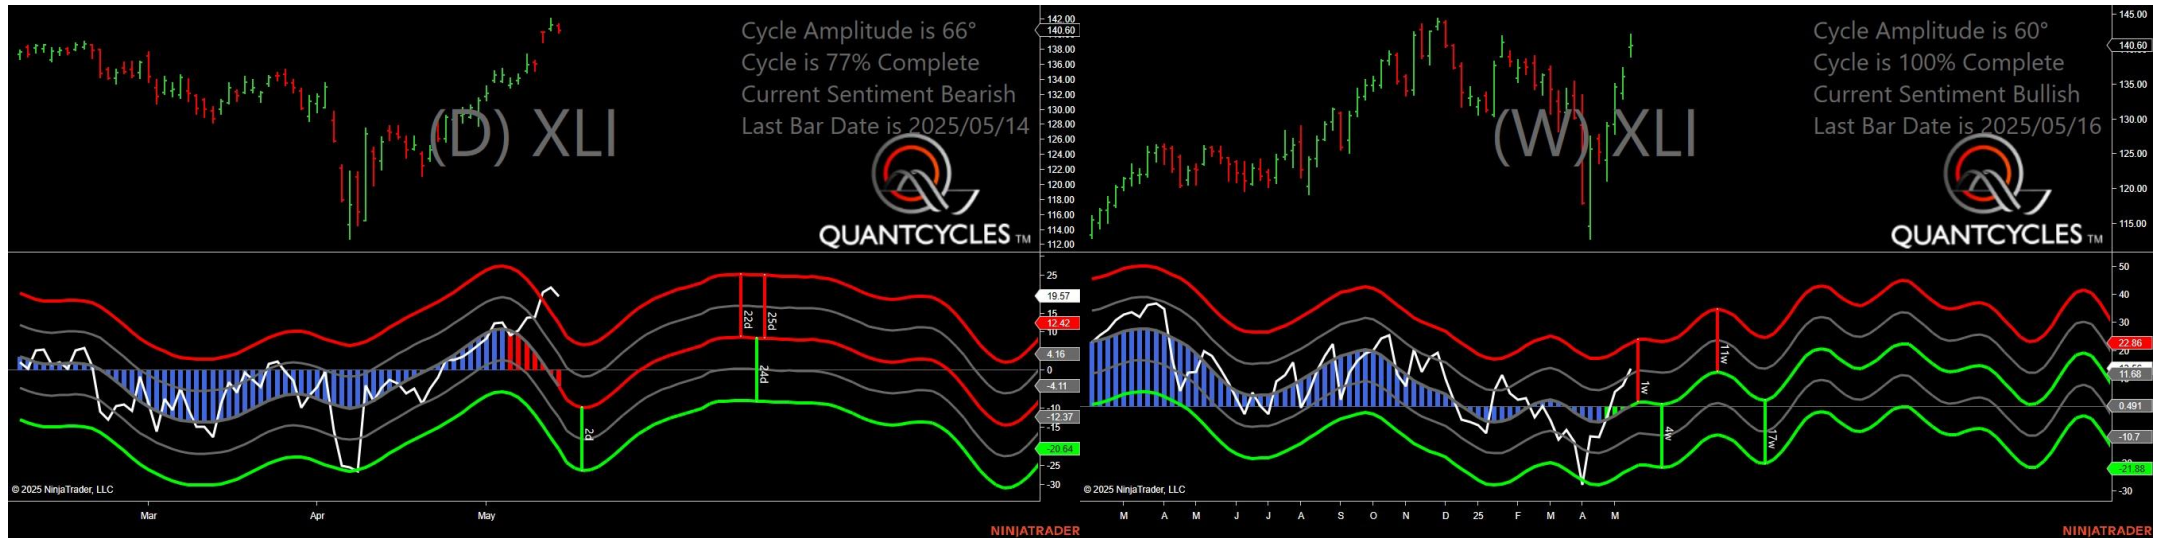 Cycle Amplitude is 66°
Cycle is 77% Complete
Current Sentiment Bearish
Last Bar Date is 2025/05/14
(D) XLI
QUANTCYCLES TM
142.00
140.60
138.00
136.00
134.00
132.00
130.00
128.00
126.00
124.00
122.00
120.00
118.00
116.00
114.00
112.00
25
19.57
15
12.42
10
4.16
0
-4.11
-10
-12.37
-15
-20.64
-25
-30
2d
22d
24d
25d
© 2025 NinjaTrader, LLC
Mar
Apr
May
NINJATRADER
Cycle Amplitude is 60°
Cycle is 100% Complete
Current Sentiment Bullish
Last Bar Date is 2025/05/16
(W) XLI
QUANTCYCLES TM
145.00
140.60
135.00
130.00
125.00
120.00
115.00
50
40
30
22.86
20
11.68
0.491
-10.7
-21.88
-30
1w
4w
11w
17w
© 2025 NinjaTrader, LLC
M A M J J A S O N D 25 F M A M
NINJATRADER